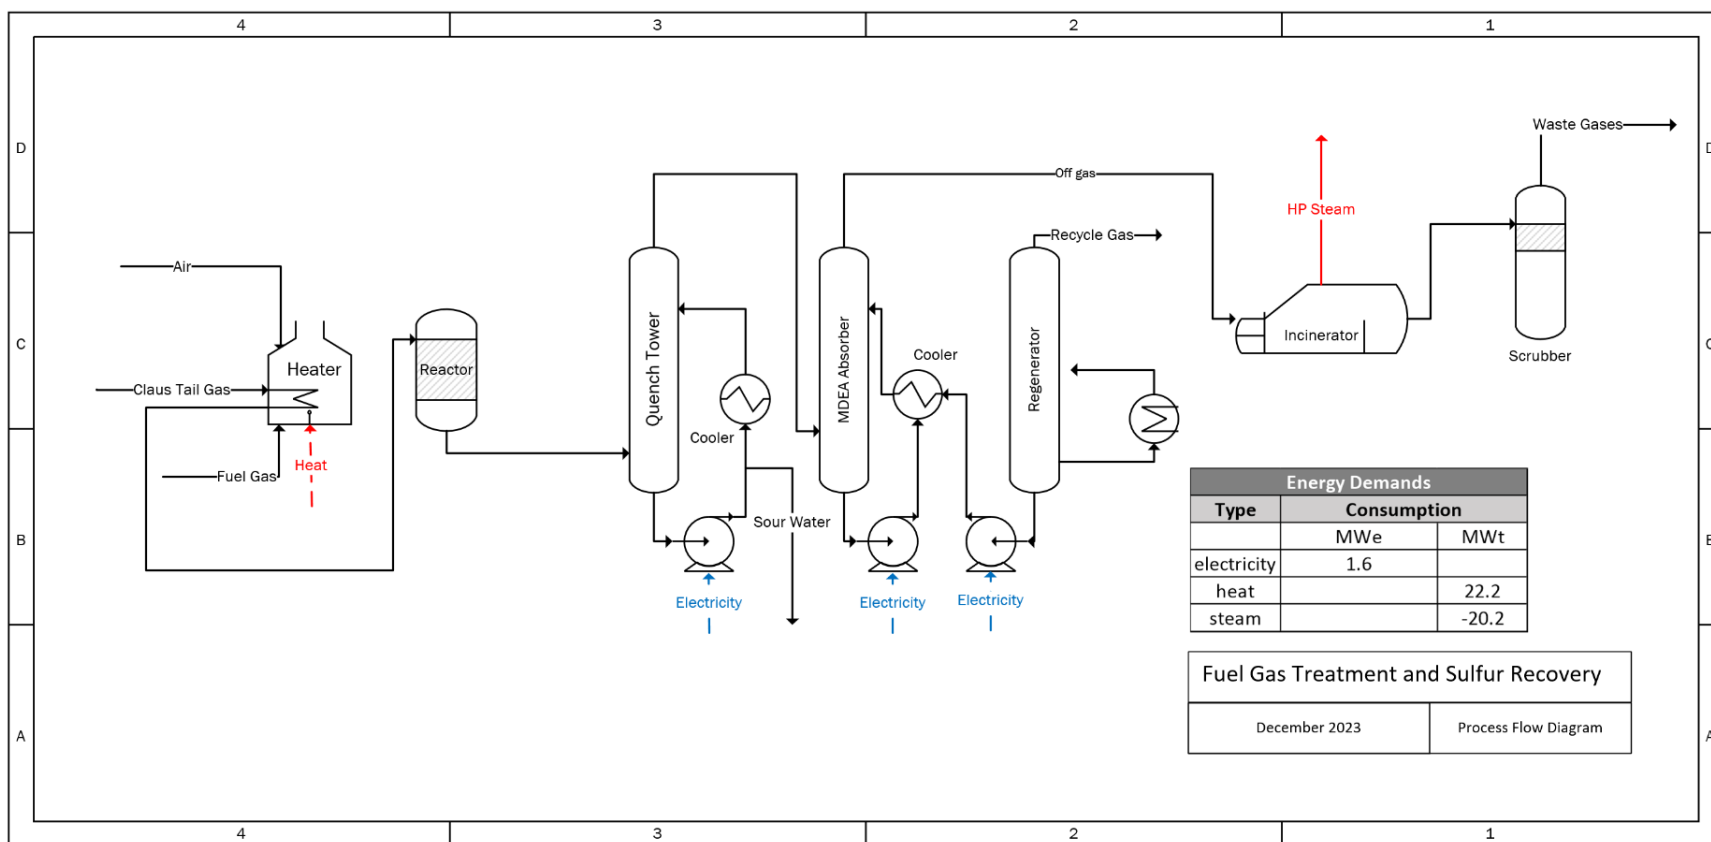 4 3 2 1
D
D
Waste Gases
Off gas
HP Steam
Recycle Gas
Air
Quench Tower
MDEA Absorber
Regenerator
C
C
Incinerator
Scrubber
Heater
Reactor
Cooler
Claus Tail Gas
Cooler
Heat
Fuel Gas
Sour Water
B
B
Electricity
Electricity
Electricity
Energy Demands
Type Consumption
MWe MWt
electricity 1.6
heat 22.2
steam -20.2
Fuel Gas Treatment and Sulfur Recovery
December 2023 Process Flow Diagram
A
A
4 3 2 1